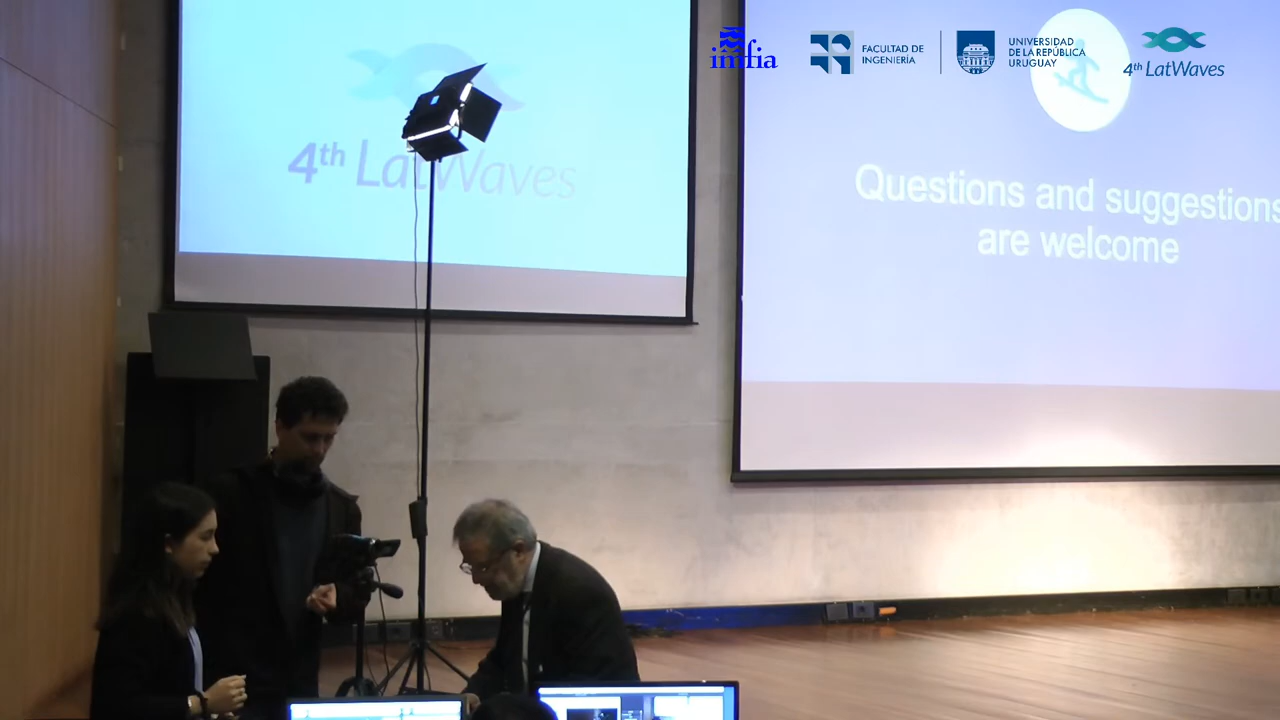 imfia
FACULTAD DE
INGENIERÍA
UNIVERSIDAD
DE LA REPÚBLICA
URUGUAY
4th LatWaves
4th LatWaves
Questions and suggestions
are welcome